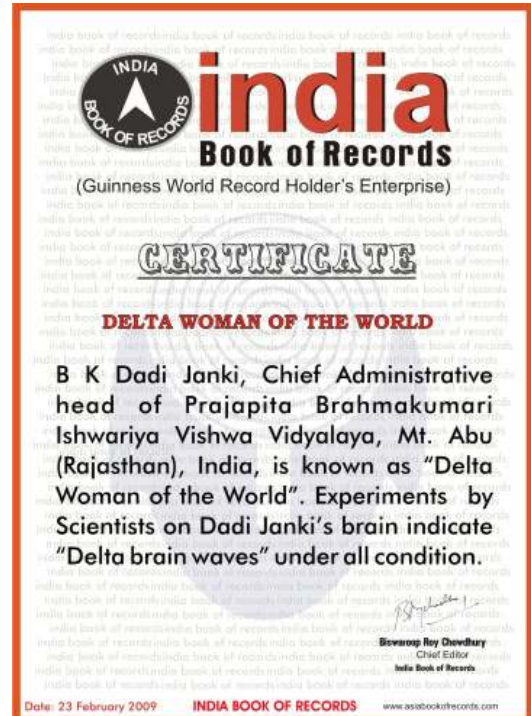 INDIA
BOOK OF RECORDS
india
Book of Records
(Guinness World Record Holder's Enterprise)
CERTIFICATE
DELTA WOMAN OF THE WORLD
B K Dadi Janki, Chief Administrative
head of Prajapita Brahmakumari
Ishwariya Vishwa Vidyalaya, Mt. Abu
(Rajasthan), India, is known as "Delta
Woman of the World". Experiments by
Scientists on Dadi Janki's brain indicate
"Delta brain waves" under all condition.
Biswaroop Roy Chowdhury
Chief Editor
India Book of Records
Date: 23 February 2009 INDIA BOOK OF RECORDS www.asiabookofrecords.com